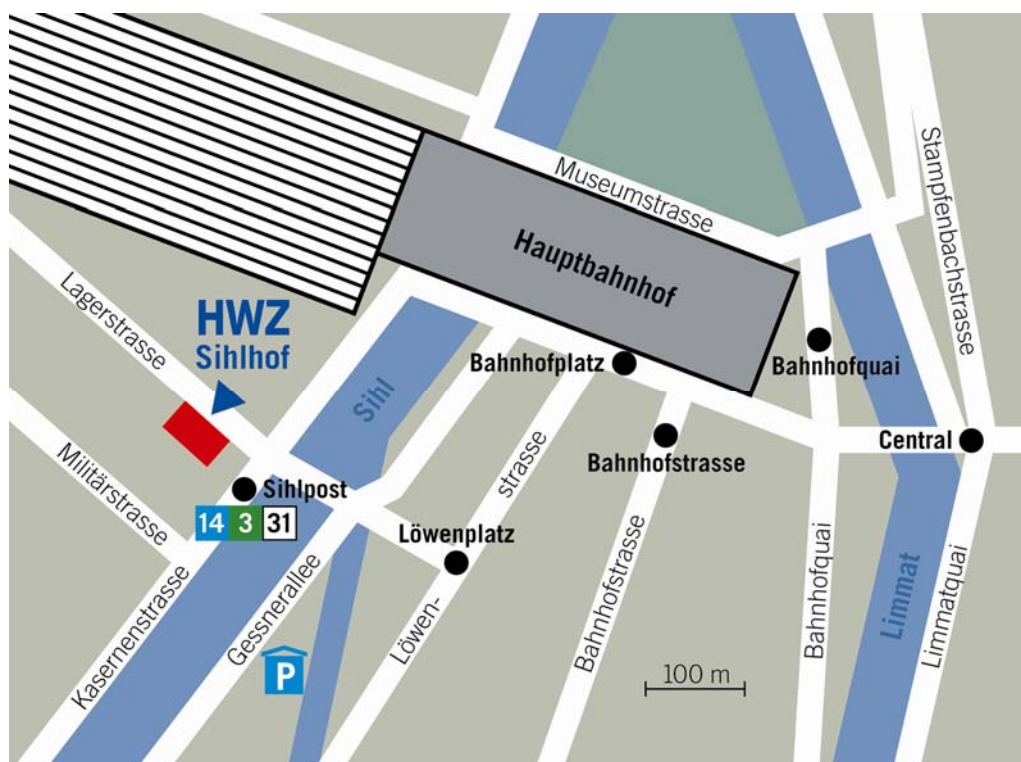 Museumstrasse
Stampfenbachstrasse
Hauptbahnhof
Lagerstrasse
HWZ
Sihlhof
Sihl
Bahnhofplatz
Bahnhofquai
Militärstrasse
Sihlpost
14 3 31
Löwenplatz
strasse
Bahnhofstrasse
Central
Kasernenstrasse
Gessnerallee
P
Löwen-
Bahnhofstrasse
100 m
Bahnhofquai
Limmat
Limmatquai